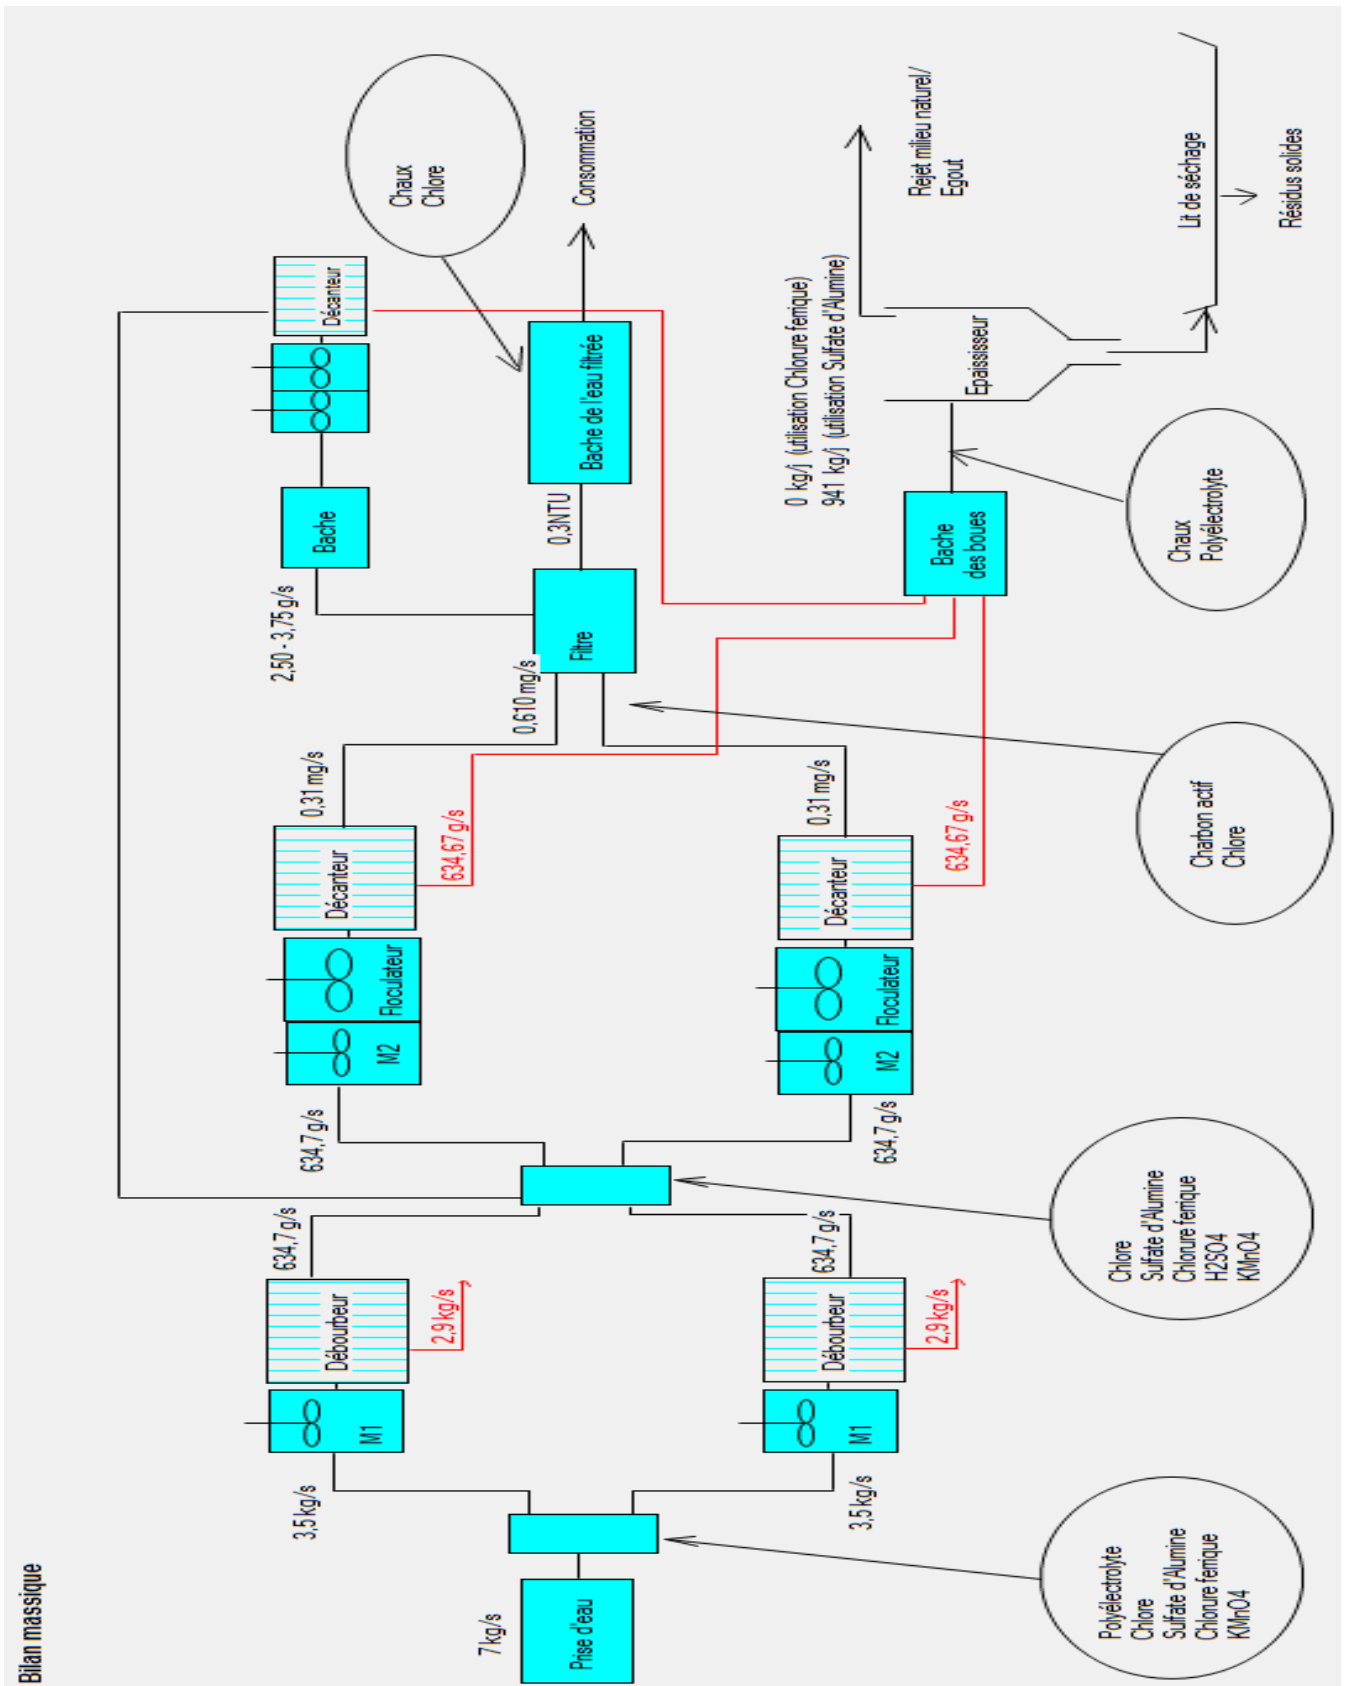 Bilan massique
7kg/s
Prise d'eau
3,5 kg/s
3,5 kg/s
M1
Débourbeur
2,9 kg/s
634,7 g/s
M1
Débourbeur
2,9 kg/s
634,7 g/s
Polyélectrolyte
Chlore
Sulfate d'Alumine
Chlorure ferrique
KMnO4
634,7 g/s
M2
Floculateur
Décanteur
634,67 g/s
0,31 mg/s
634,7 g/s
M2
Floculateur
Décanteur
634,67 g/s
0,31 mg/s
Chlore
Sulfate d'Alumine
Chlorure ferrique
H2SO4
KMnO4
0,610 mg/s
Filtre
Charbon actif
Chlore
2,50 - 3,75 g/s
Bache
Décanteur
0,3NTU
Bache de l'eau filtrée
Chaux
Chlore
Consommation
Bache
des boues
0 kg/j (utilisation Chlorure ferrique)
941 kg/j (utilisation Sulfate d'Alumine)
Chaux
Polyélectrolyte
Epaississeur
Rejet milieu naturel/
Egout
Lit de séchage
Résidus solides